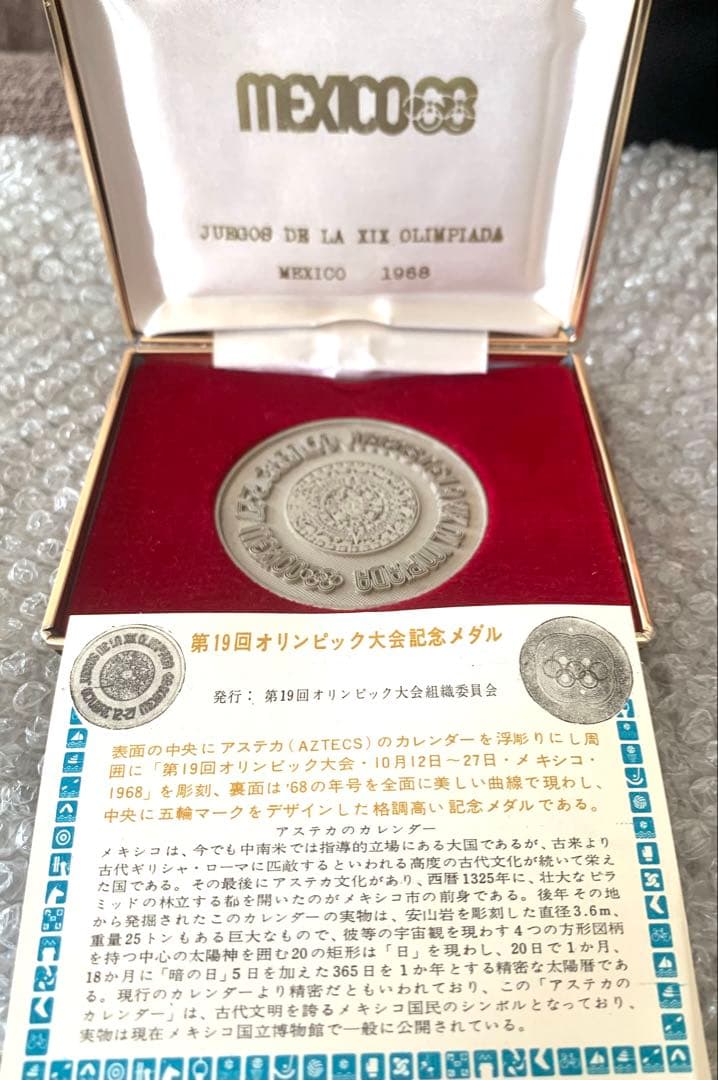 MEXICO68
JUEGOS DE LA XIX OLIMPIADA
MEXICO 1968
第19回オリンピック大会記念メダル
発行：第19回オリンピック大会組織委員会
表面の中央にアステカ(AZTECS)のカレンダーを浮彫りにし周
囲に「第19回オリンピック大会・10月12日～27日・メキシコ・
1968」を彫刻、裏面は'68の年号を全面に美しい曲線で現わし、
中央に五輪マークをデザインした格調高い記念メダルである。
アステカのカレンダー
メキシコは、今でも中南米では指導的立場にある大国であるが、古来より
古代ギリシャ・ローマに匹敵するといわれる高度の古代文化が続いて栄え
た国である。その最後にアステカ文化があり、西暦1325年に、壮大なピラ
ミッドの林立する都を開いたのがメキシコ市の前身である。後年その地
から発掘されたこのカレンダーの実物は、安山岩を彫刻した直径3.6m、
重量25トンもある巨大なもので、彼等の宇宙観を現わす4つの方形図柄
を持つ中心の太陽神を囲む20の矩形は「日」を現わし、20日で1か月、
18か月に「暗の日」5日を加えた365日を1か年とする精密な太陽暦であ
る。現行のカレンダーより精密だともいわれており、この「アステカの
カレンダー」は、古代文明を誇るメキシコ国民のシンボルとなっており、
実物は現在メキシコ国立博物館で一般に公開されている。